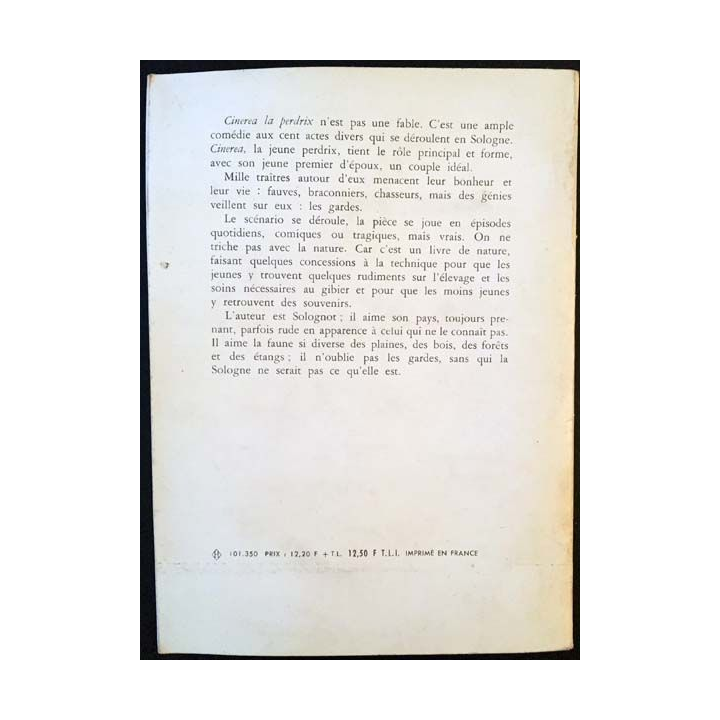 Cinerea la perdrix n'est pas une fable. C'est une ample
comédie aux cent actes divers qui se déroulent en Sologne.
Cinerea, la jeune perdrix, tient le rôle principal et forme,
avec son jeune premier d'époux, un couple idéal.
Mille traîtres autour d'eux menacent leur bonheur et
leur vie : fauves, braconniers, chasseurs, mais des génies
veillent sur eux : les gardes.
Le scénario se déroule, la pièce se joue en épisodes
quotidiens, comiques ou tragiques, mais vrais. On ne
triche pas avec la nature. Car c'est un livre de nature,
faisant quelques concessions à la technique pour que les
jeunes y trouvent quelques rudiments sur l'élevage et les
soins nécessaires au gibier et pour que les moins jeunes
y retrouvent des souvenirs.
L'auteur est Solognot ; il aime son pays, toujours pre-
nant, parfois rude en apparence à celui qui ne le connaît pas.
Il aime la faune si diverse des plaines, des bois, des forêts
et des étangs ; il n'oublie pas les gardes, sans qui la
Sologne ne serait pas ce qu'elle est.
101.350 PRIX : 12,20 F + T.L. 12,50 F T.L.I. IMPRIMÉ EN FRANCE